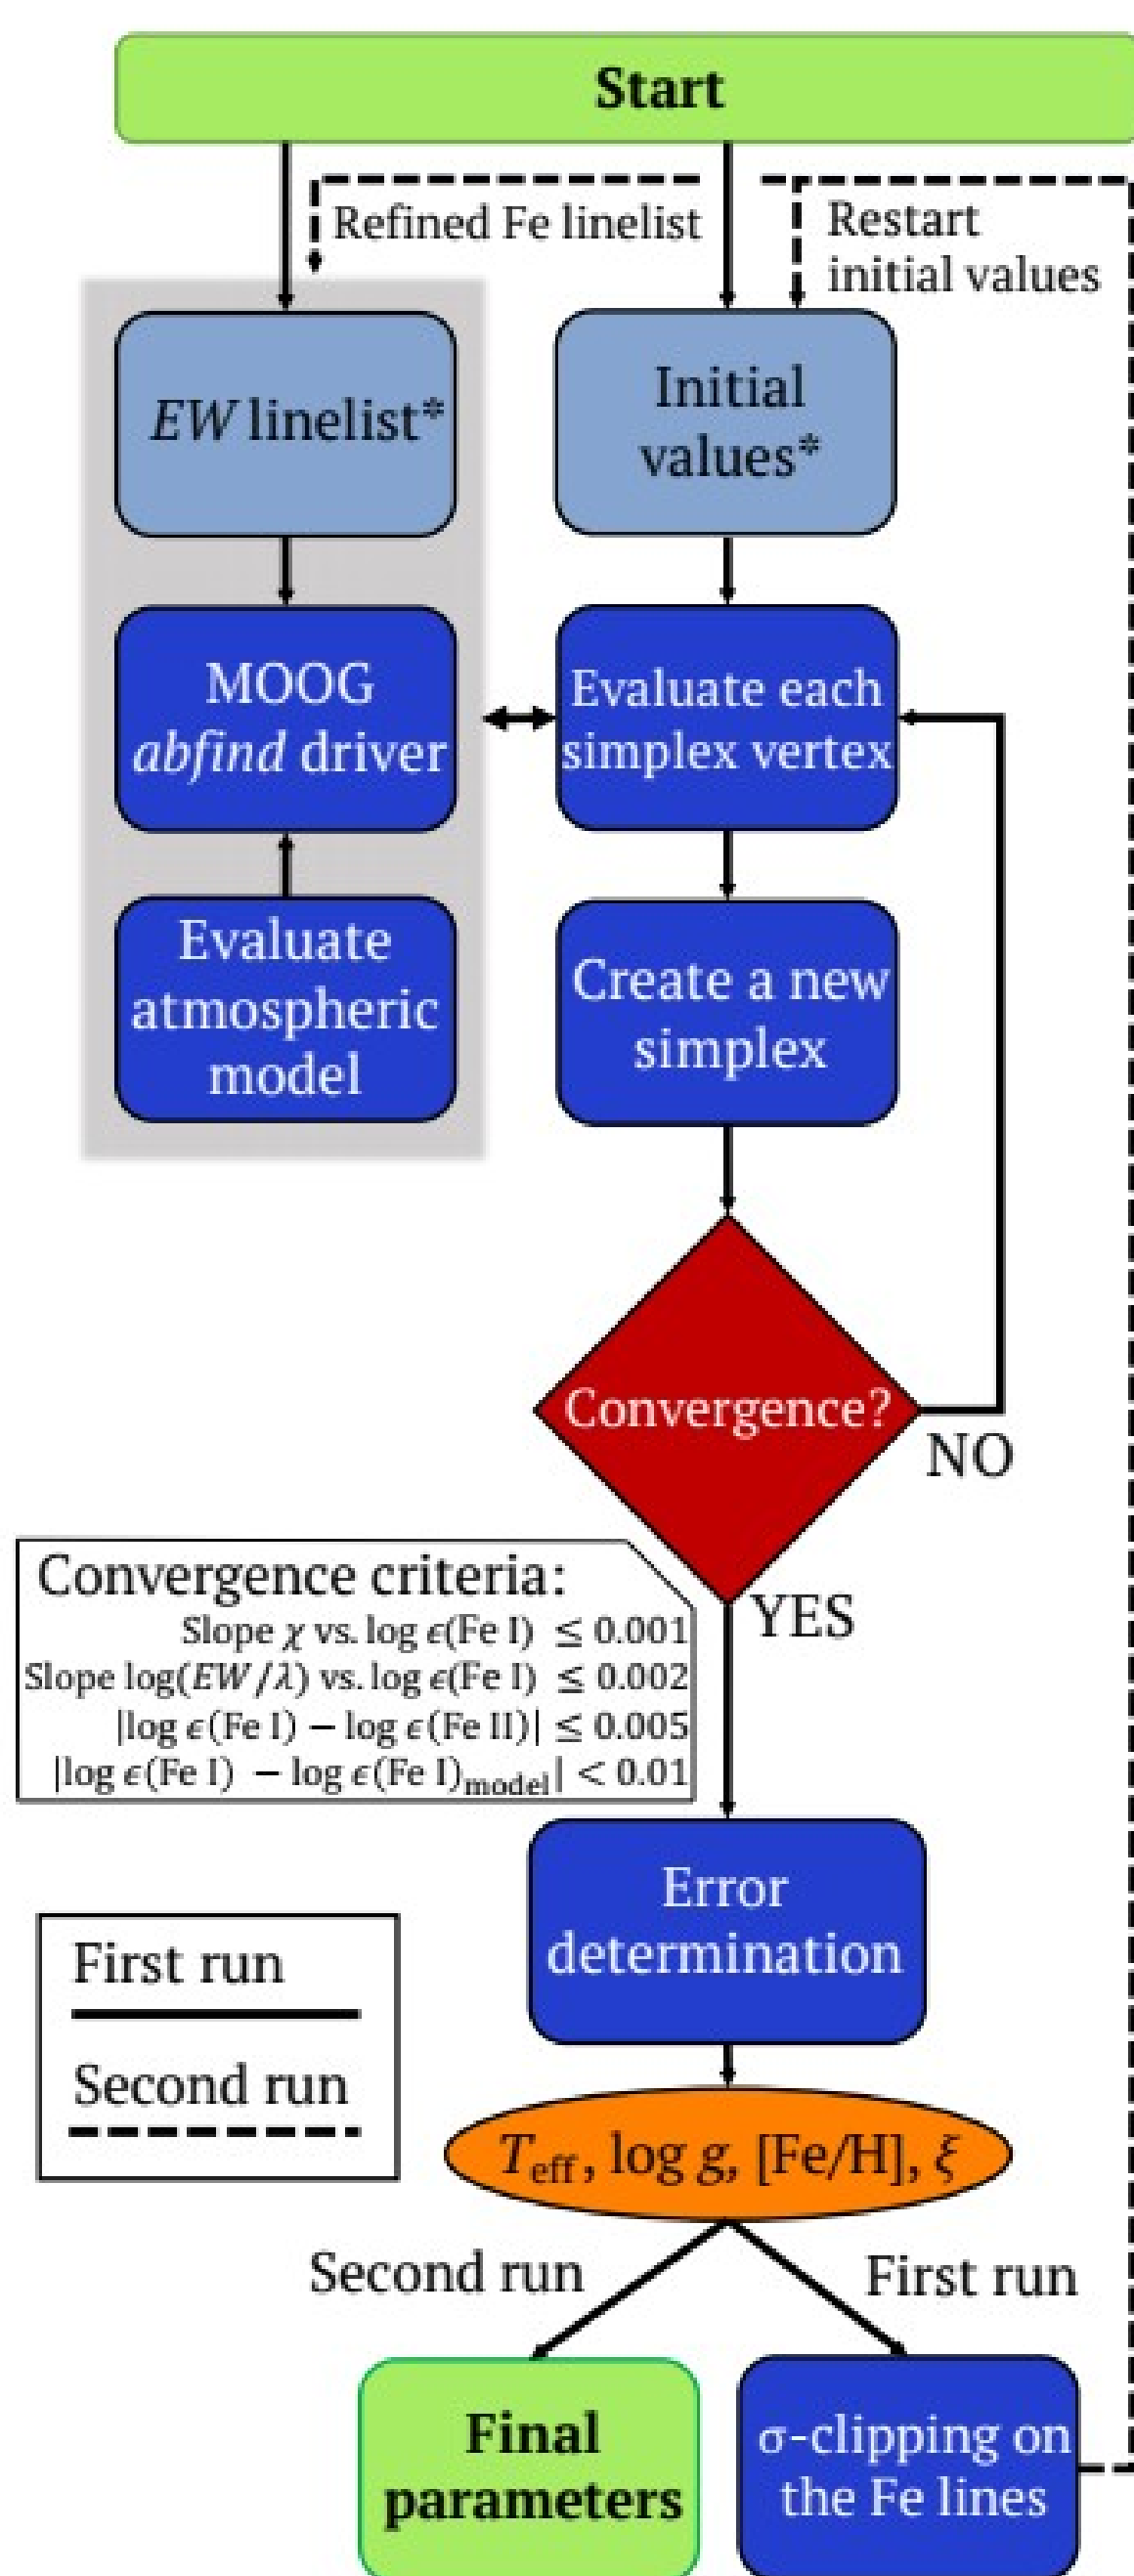 Start
Refined Fe linelist
Restart
initial values
EW linelist*
Initial
values*
MOOG
abfind driver
Evaluate each
simplex vertex
Evaluate
atmospheric
model
Create a new
simplex
Convergence?
NO
YES
Convergence criteria:
Slope χ vs. log ϵ(Fe I) ≤ 0.001
Slope log(EW/λ) vs. log ϵ(Fe I) ≤ 0.002
|log ϵ(Fe I) − log ϵ(Fe II)| ≤ 0.005
|log ϵ(Fe I) − log ϵ(Fe I)model| < 0.01
Error
determination
First run
Second run
Teff, log g, [Fe/H], ξ
Second run
First run
Final
parameters
σ-clipping on
the Fe lines